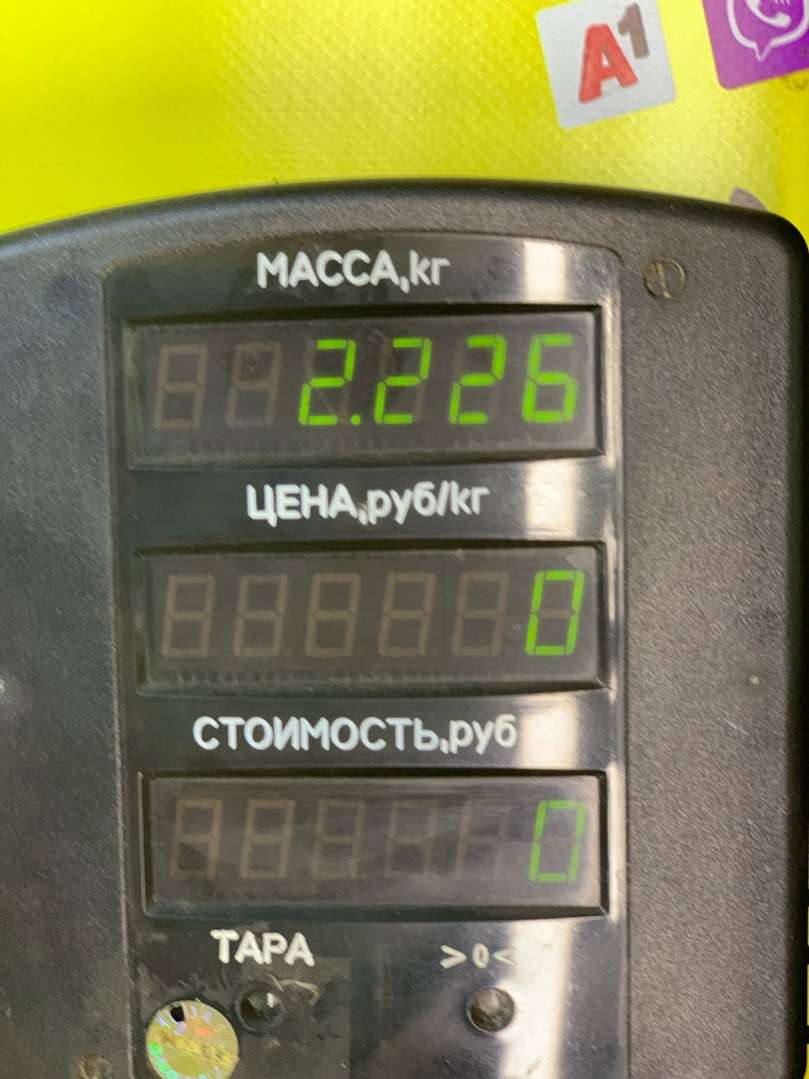 A1
МАССА,кг
2.226
ЦЕНА,руб/кг
0
СТОИМОСТЬ,руб
0
ТАРА >0<